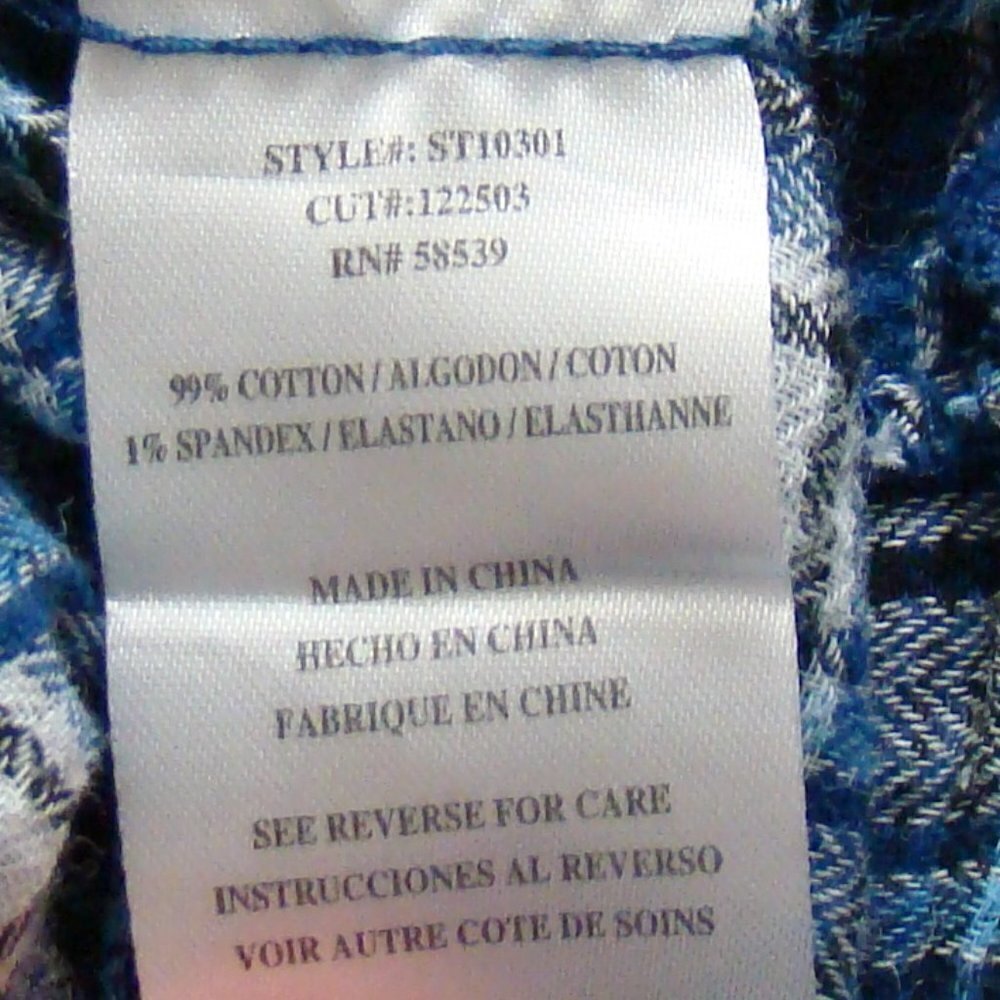 STYLE#: ST10301
CUT#:122503
RN# 58539
99% COTTON / ALGODON / COTON
1% SPANDEX / ELASTANO / ELASTHANNE
MADE IN CHINA
HECHO EN CHINA
FABRIQUE EN CHINE
SEE REVERSE FOR CARE
INSTRUCCIONES AL REVERSO
VOIR AUTRE COTE DE SOINS